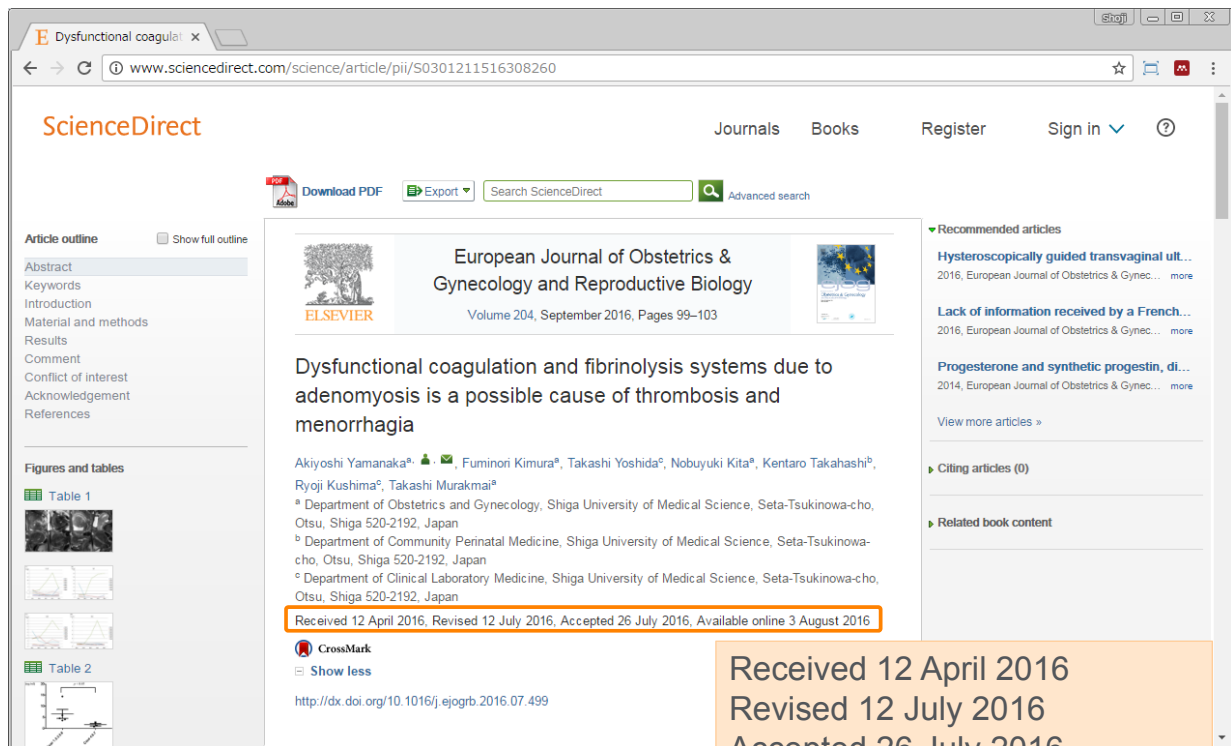 Shoji
Dysfunctional coagulat
www.sciencedirect.com/science/article/pii/S0301211516308260
ScienceDirect
Journals Books Register Sign in
Download PDF Export Search ScienceDirect Advanced search
Article outline Show full outline
Abstract
Keywords
Introduction
Material and methods
Results
Comment
Conflict of interest
Acknowledgement
References
Figures and tables
Table 1
Table 2
ELSEVIER
European Journal of Obstetrics &
Gynecology and Reproductive Biology
Volume 204, September 2016, Pages 99–103
Dysfunctional coagulation and fibrinolysis systems due to
adenomyosis is a possible cause of thrombosis and
menorrhagia
Akiyoshi Yamanakaa, , Fuminori Kimuraa, Takashi Yoshidac, Nobuyuki Kitaa, Kentaro Takahashib,
Ryoji Kushimac, Takashi Murakmaia
a Department of Obstetrics and Gynecology, Shiga University of Medical Science, Seta-Tsukinowa-cho,
Otsu, Shiga 520-2192, Japan
b Department of Community Perinatal Medicine, Shiga University of Medical Science, Seta-Tsukinowa-
cho, Otsu, Shiga 520-2192, Japan
c Department of Clinical Laboratory Medicine, Shiga University of Medical Science, Seta-Tsukinowa-cho,
Otsu, Shiga 520-2192, Japan
Received 12 April 2016, Revised 12 July 2016, Accepted 26 July 2016, Available online 3 August 2016
CrossMark
Show less
http://dx.doi.org/10.1016/j.ejogrb.2016.07.499
Recommended articles
Hysteroscopically guided transvaginal ult...
2016, European Journal of Obstetrics & Gynec... more
Lack of information received by a French...
2016, European Journal of Obstetrics & Gynec... more
Progesterone and synthetic progestin, di...
2014, European Journal of Obstetrics & Gynec... more
View more articles »
Citing articles (0)
Related book content
Received 12 April 2016
Revised 12 July 2016
Accepted 26 July 2016